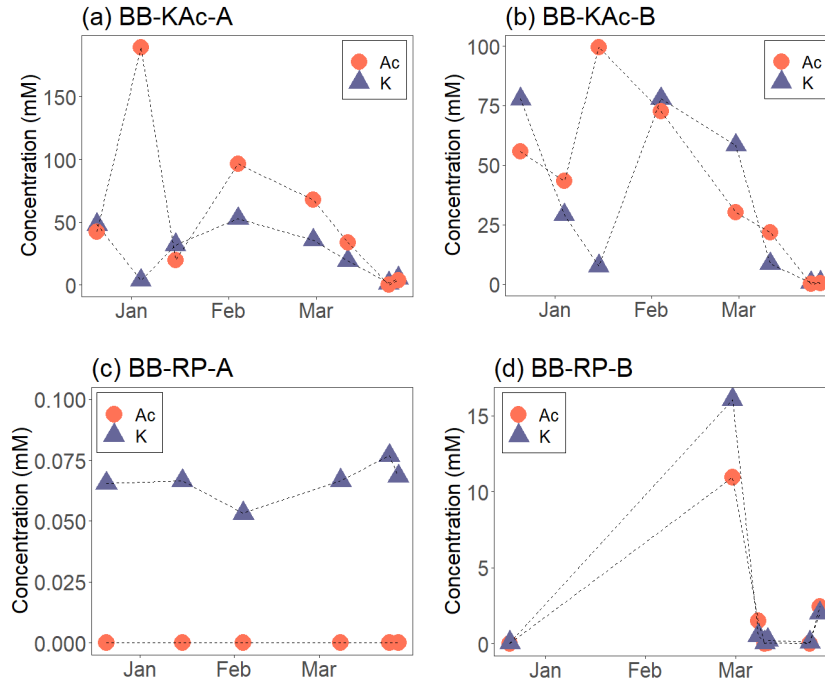 (a) BB-KAc-A
Concentration (mM)
150
100
50
0
Ac
K
Jan Feb Mar
(b) BB-KAc-B
Concentration (mM)
100
75
50
25
0
Ac
K
Jan Feb Mar
(c) BB-RP-A
Concentration (mM)
0.100
0.075
0.050
0.025
0.000
Ac
K
Jan Feb Mar
(d) BB-RP-B
Concentration (mM)
15
10
5
0
Ac
K
Jan Feb Mar